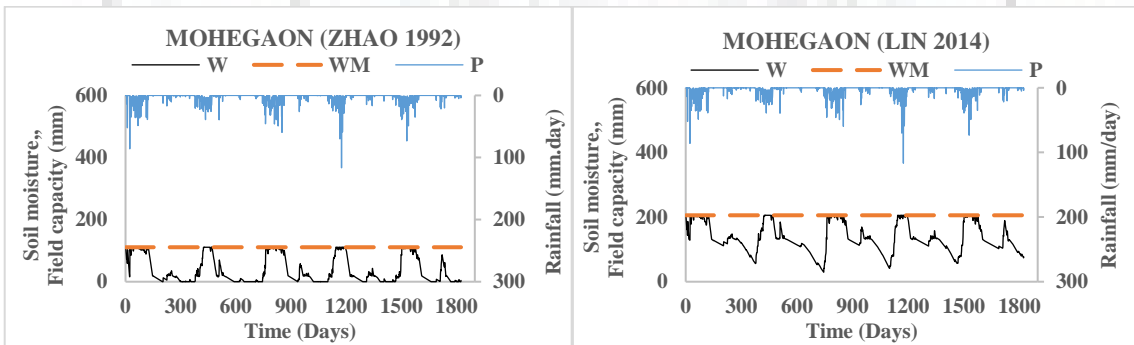 MOHEGAON (ZHAO 1992)
W WM P
600 0
400 100
200 200
0 300
0 300 600 900 1200 1500 1800
Time (Days)
Soil moisture,,
Field capacity (mm)
Rainfall (mm.day)
MOHEGAON (LIN 2014)
W WM P
600 0
400 100
200 200
0 300
0 300 600 900 1200 1500 1800
Time (Days)
Soil moisture,,
Field capacity (mm)
Rainfall (mm/day)